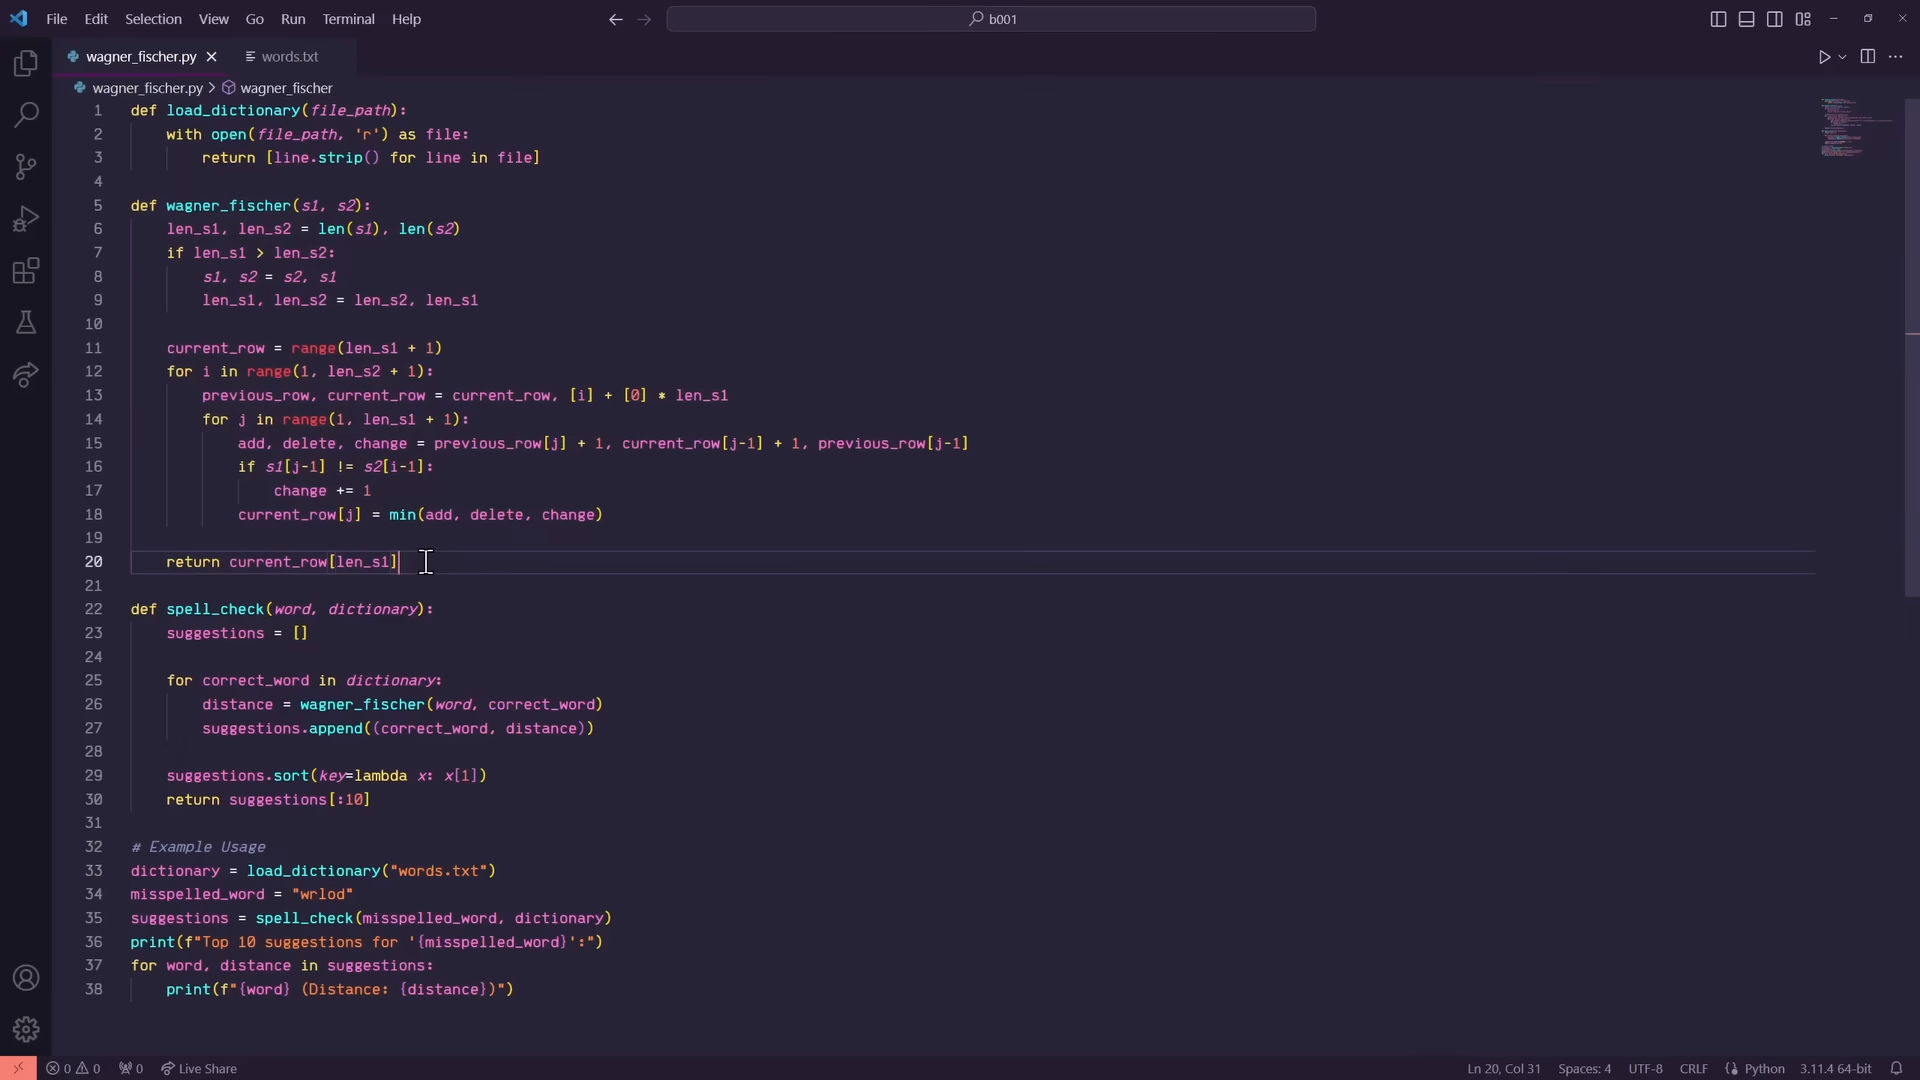 File Edit Selection View Go Run Terminal Help
b001
wagner_fischer.py words.txt
wagner_fischer.py > wagner_fischer
1 def load_dictionary(file_path):
2 with open(file_path, 'r') as file:
3 return [line.strip() for line in file]
4
5 def wagner_fischer(s1, s2):
6 len_s1, len_s2 = len(s1), len(s2)
7 if len_s1 > len_s2:
8 s1, s2 = s2, s1
9 len_s1, len_s2 = len_s2, len_s1
10
11 current_row = range(len_s1 + 1)
12 for i in range(1, len_s2 + 1):
13 previous_row, current_row = current_row, [i] + [0] * len_s1
14 for j in range(1, len_s1 + 1):
15 add, delete, change = previous_row[j] + 1, current_row[j-1] + 1, previous_row[j-1]
16 if s1[j-1] != s2[i-1]:
17 change += 1
18 current_row[j] = min(add, delete, change)
19
20 return current_row[len_s1]
21
22 def spell_check(word, dictionary):
23 suggestions = []
24
25 for correct_word in dictionary:
26 distance = wagner_fischer(word, correct_word)
27 suggestions.append((correct_word, distance))
28
29 suggestions.sort(key=lambda x: x[1])
30 return suggestions[:10]
31
32 # Example Usage
33 dictionary = load_dictionary("words.txt")
34 misspelled_word = "wrlod"
35 suggestions = spell_check(misspelled_word, dictionary)
36 print(f"Top 10 suggestions for '{misspelled_word}':")
37 for word, distance in suggestions:
38 print(f"{word} (Distance: {distance})")
0 0 0 Live Share Ln 20, Col 31 Spaces: 4 UTF-8 CRLF Python 3.11.4 64-bit